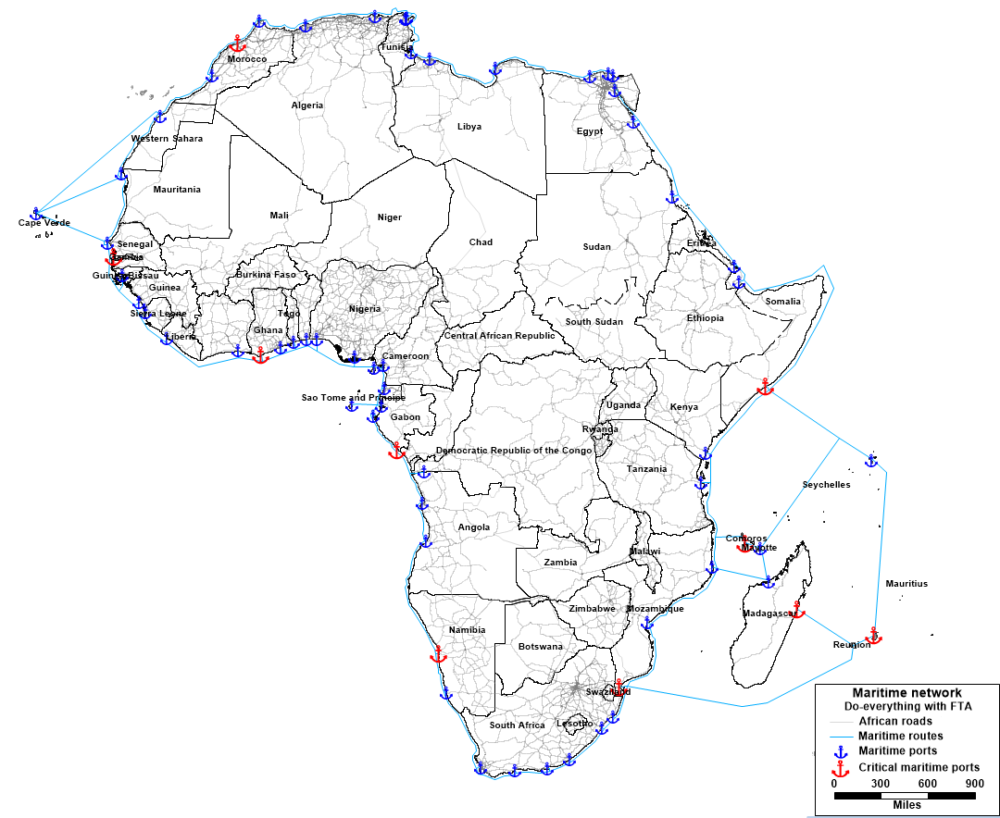 Tunisia
Morocco
Algeria
Libya
Egypt
Western Sahara
Mauritania
Mali
Niger
Cape Verde
Chad
Sudan
Eritrea
Senegal
Gambia
Guinea Bissau
Guinea
Burkina Faso
Somalia
Sierra Leone
Togo
Nigeria
Ethiopia
South Sudan
Ghana
Liberia
Central African Republic
Cameroon
Sao Tome and Principe
Uganda
Kenya
Gabon
Rwanda
Democratic Republic of the Congo
Tanzania
Seychelles
Angola
Comoros
Mayotte
Malawi
Zambia
Mauritius
Zimbabwe
Mozambique
Madagascar
Namibia
Botswana
Reunion
Swaziland
South Africa
Lesotho
Maritime network
Do-everything with FTA
African roads
Maritime routes
Maritime ports
Critical maritime ports
0 300 600 900
Miles